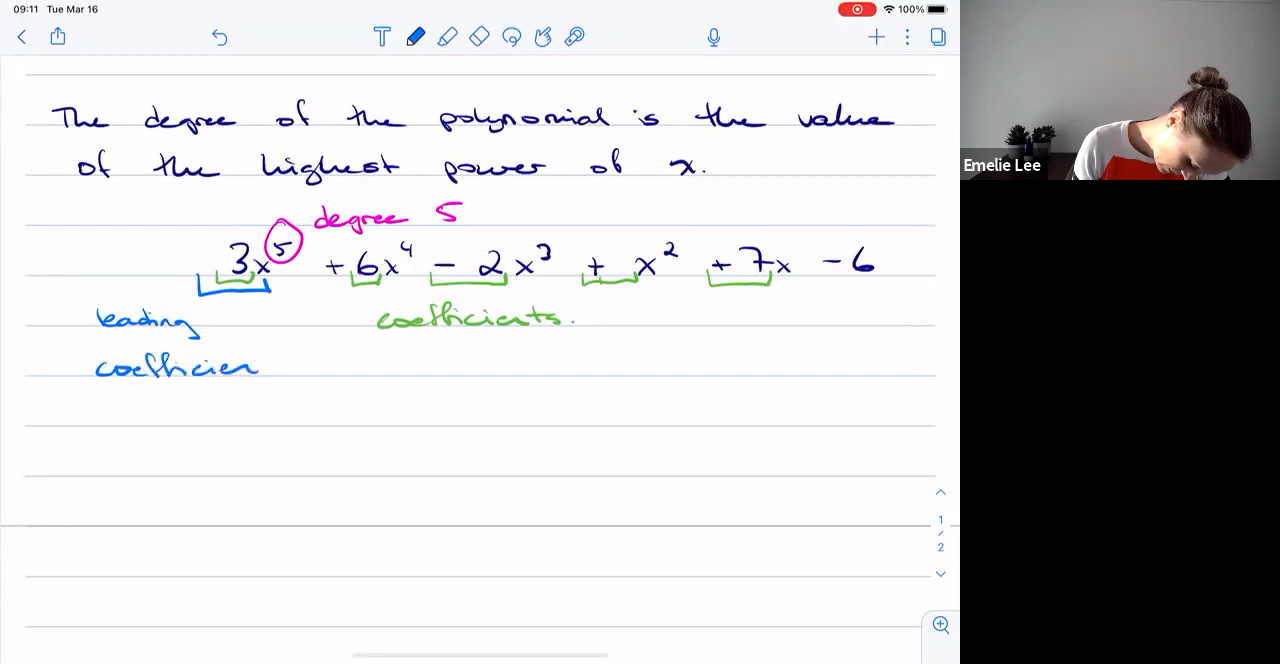 09:11 Tue Mar 16
100%
The degree of the polynomial is the value
of the highest power of x.
degree 5
3x⁵ + 6x⁴ - 2x³ + x² + 7x - 6
leading coefficients.
coefficien
1
/
2
Emelie Lee